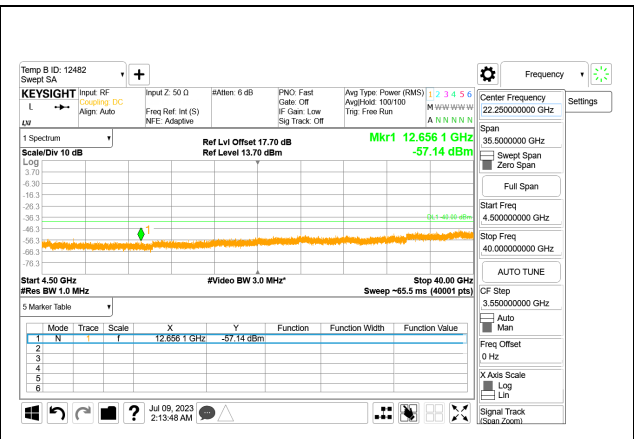 Temp B ID: 12482
Swept SA
Frequency
KEYSIGHT
L
Input: RF
Coupling: DC
Align: Auto
Input Z: 50 Ω
Freq Ref: Int (S)
NFE: Adaptive
#Atten: 6 dB
PNO: Fast
Gate: Off
IF Gain: Low
Sig Track: Off
Avg Type: Power (RMS)
Avg|Hold: 100/100
Trig: Free Run
1 2 3 4 5 6
M W W W W W
A N N N N N
1 Spectrum
Scale/Div 10 dB
Ref Lvl Offset 17.70 dB
Ref Level 13.70 dBm
Mkr1 12.656 1 GHz
-57.14 dBm
Log
3.70
-6.30
-16.3
-26.3
-36.3
-46.3
-56.3
-66.3
-76.3
DL1 -40.00 dBm
1
Start 4.50 GHz
#Res BW 1.0 MHz
#Video BW 3.0 MHz*
Stop 40.00 GHz
Sweep ~65.5 ms (40001 pts)
5 Marker Table
Mode Trace Scale X Y Function Function Width Function Value
1 N 1 f 12.656 1 GHz -57.14 dBm
2
3
4
5
6
Jul 09, 2023
2:13:48 AM
Center Frequency
22.250000000 GHz
Settings
Span
35.5000000 GHz
Swept Span
Zero Span
Full Span
Start Freq
4.500000000 GHz
Stop Freq
40.000000000 GHz
AUTO TUNE
CF Step
3.550000000 GHz
Auto
Man
Freq Offset
0 Hz
X Axis Scale
Log
Lin
Signal Track
(Span Zoom)